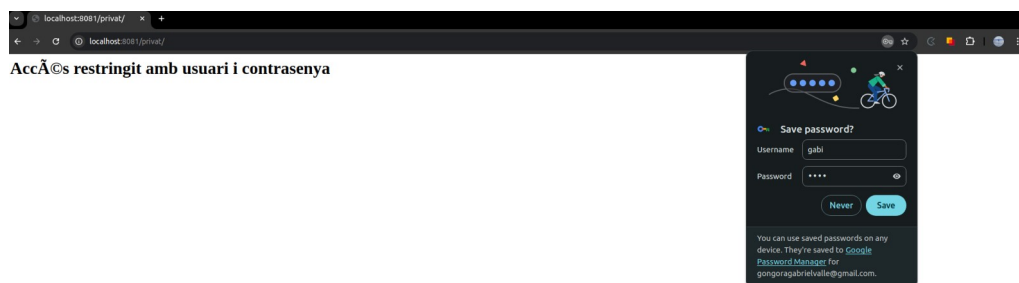 localhost:8081/privat/
localhost:8081/privat/
AccÃ©s restringit amb usuari i contrasenya
Save password?
Username gabi
Password ••••
Never Save
You can use saved passwords on any
device. They're saved to Google
Password Manager for
gongoragabrielvalle@gmail.com.